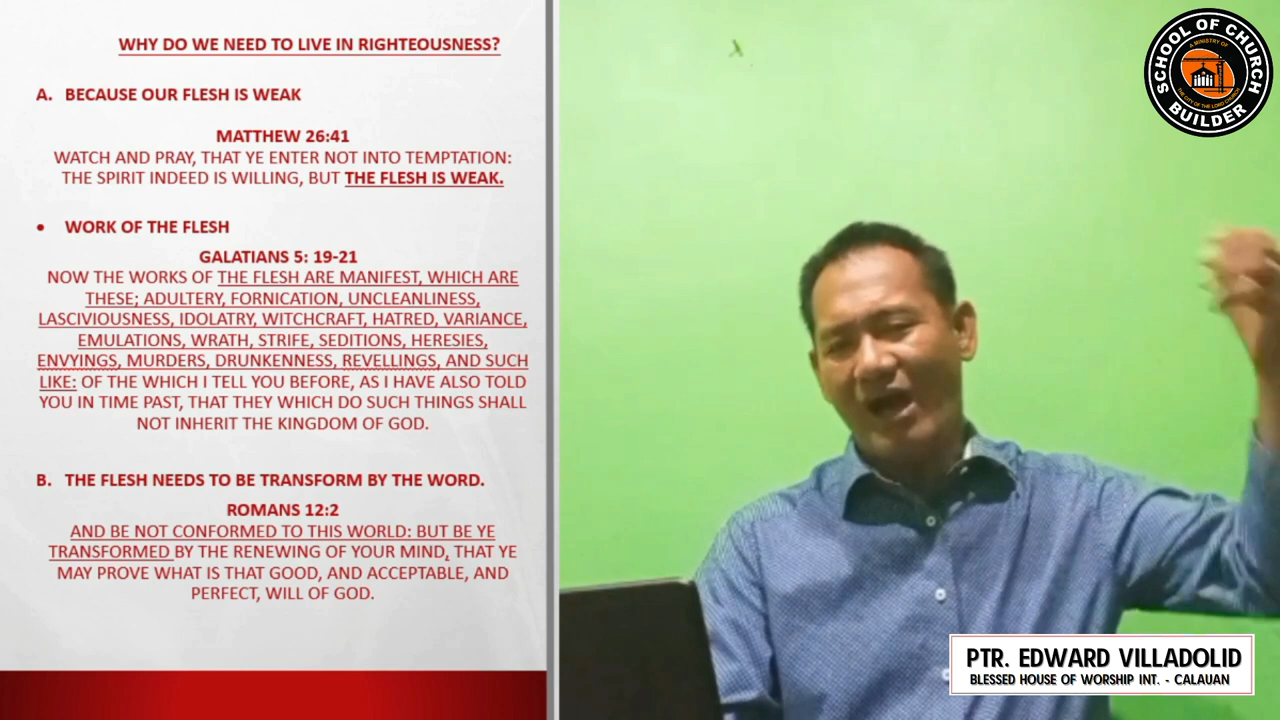 WHY DO WE NEED TO LIVE IN RIGHTEOUSNESS?
A. BECAUSE OUR FLESH IS WEAK
MATTHEW 26:41
WATCH AND PRAY, THAT YE ENTER NOT INTO TEMPTATION:
THE SPIRIT INDEED IS WILLING, BUT THE FLESH IS WEAK.
• WORK OF THE FLESH
GALATIANS 5: 19-21
NOW THE WORKS OF THE FLESH ARE MANIFEST, WHICH ARE
THESE; ADULTERY, FORNICATION, UNCLEANLINESS,
LASCIVIOUSNESS, IDOLATRY, WITCHCRAFT, HATRED, VARIANCE,
EMULATIONS, WRATH, STRIFE, SEDITIONS, HERESIES,
ENVYINGS, MURDERS, DRUNKENNESS, REVELLINGS, AND SUCH
LIKE: OF THE WHICH I TELL YOU BEFORE, AS I HAVE ALSO TOLD
YOU IN TIME PAST, THAT THEY WHICH DO SUCH THINGS SHALL
NOT INHERIT THE KINGDOM OF GOD.
B. THE FLESH NEEDS TO BE TRANSFORM BY THE WORD.
ROMANS 12:2
AND BE NOT CONFORMED TO THIS WORLD: BUT BE YE
TRANSFORMED BY THE RENEWING OF YOUR MIND, THAT YE
MAY PROVE WHAT IS THAT GOOD, AND ACCEPTABLE, AND
PERFECT, WILL OF GOD.
SCHOOL OF CHURCH
BUILDER
A MINISTRY OF
THE CITY OF THE LORD CHURCH
PTR. EDWARD VILLADOLID
BLESSED HOUSE OF WORSHIP INT. - CALAUAN